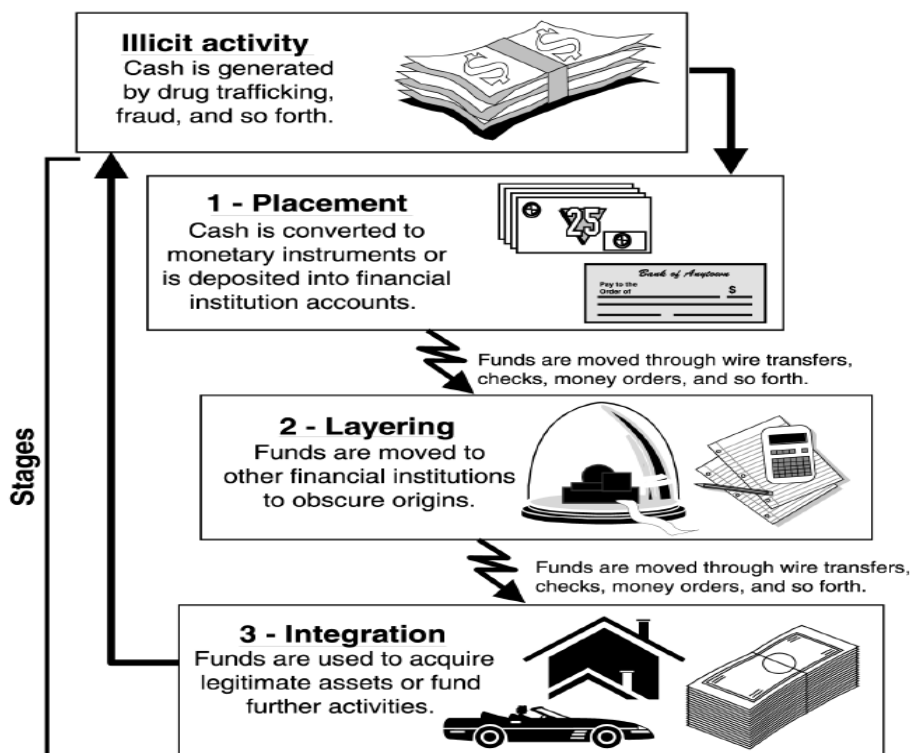 Illicit activity
Cash is generated
by drug trafficking,
fraud, and so forth.
$ $
1 - Placement
Cash is converted to
monetary instruments or
is deposited into financial
institution accounts.
25
Bank of Anytown
Pay to the
Order of $
Funds are moved through wire transfers,
checks, money orders, and so forth.
2 - Layering
Funds are moved to
other financial institutions
to obscure origins.
Funds are moved through wire transfers,
checks, money orders, and so forth.
3 - Integration
Funds are used to acquire
legitimate assets or fund
further activities.
Stages